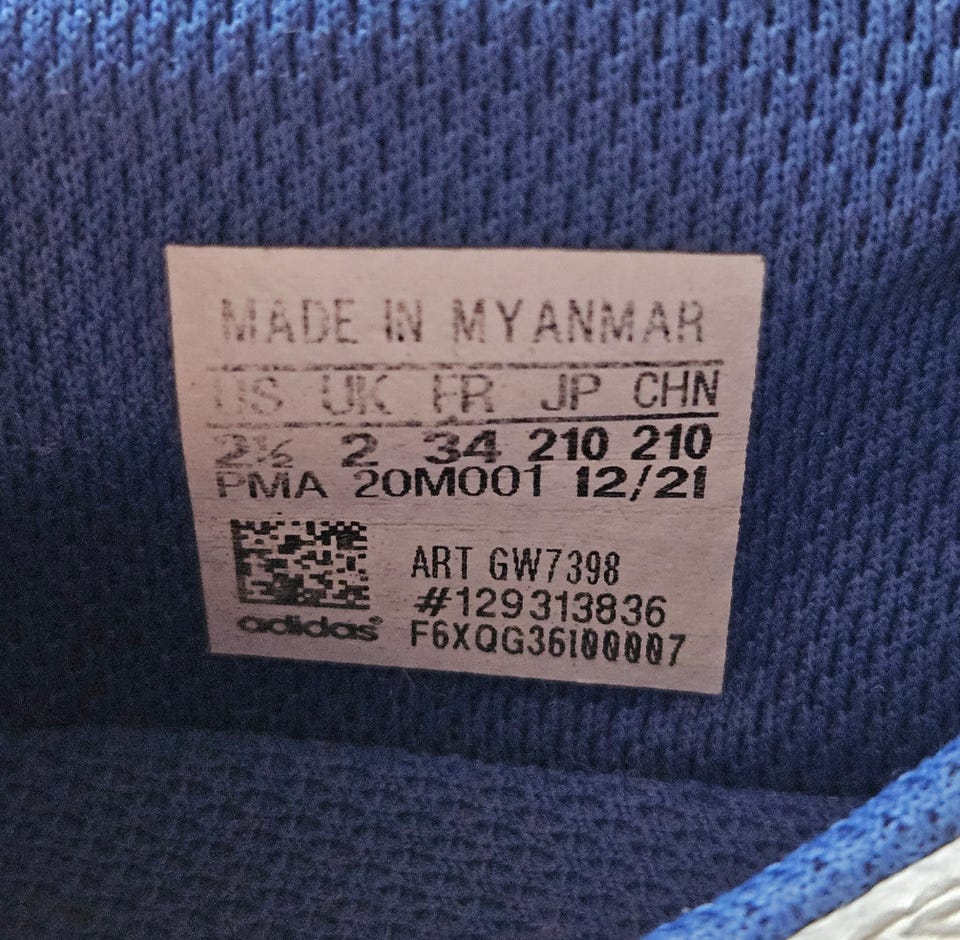 MADE IN MYANMAR
US UK FR JP CHN
2½ 2 34 210 210
PMA 20M001 12/21
ART GW7398
#129313836
adidas®
F6XQG36I00007